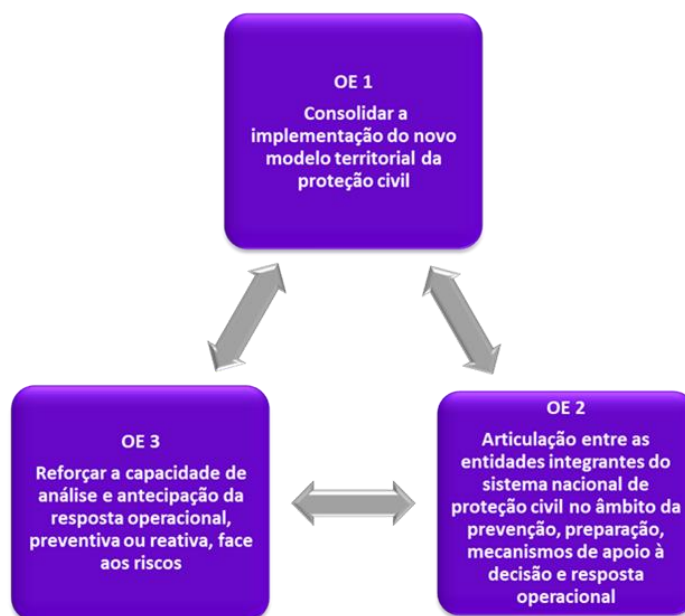 OE 1
Consolidar a
implementação do novo
modelo territorial da
proteção civil
OE 3
Reforçar a capacidade de
análise e antecipação da
resposta operacional,
preventiva ou reativa, face
aos riscos
OE 2
Articulação entre as
entidades integrantes do
sistema nacional de
proteção civil no âmbito da
prevenção, preparação,
mecanismos de apoio à
decisão e resposta
operacional